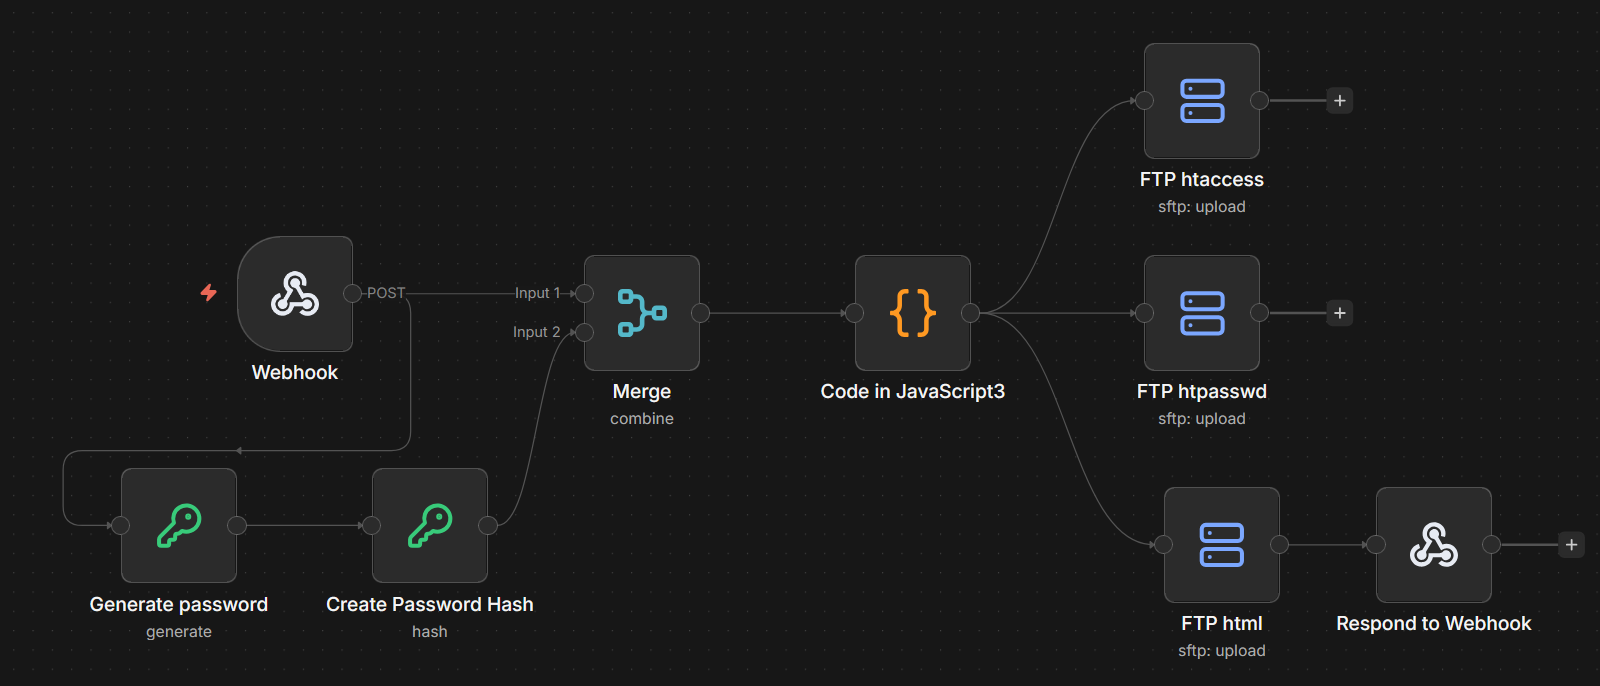 FTP htaccess
sftp: upload
POST
Input 1
Input 2
Webhook
Merge
combine
Code in JavaScript3
FTP htpasswd
sftp: upload
Generate password
generate
Create Password Hash
hash
FTP html
sftp: upload
Respond to Webhook